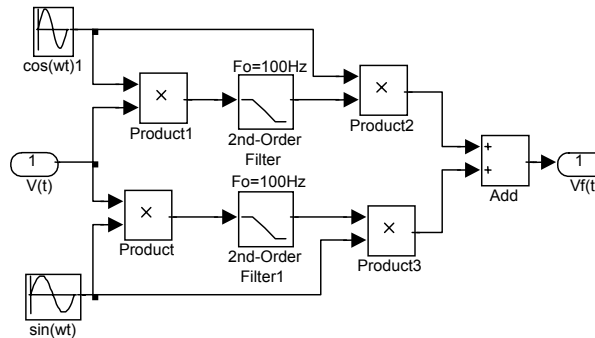 cos(wt)1
Fo=100Hz
×
Product1
2nd-Order
Filter
×
Product2
1
V(t)
Fo=100Hz
×
Product
2nd-Order
Filter1
×
Product3
+
+
Add
1
Vf(t
sin(wt)